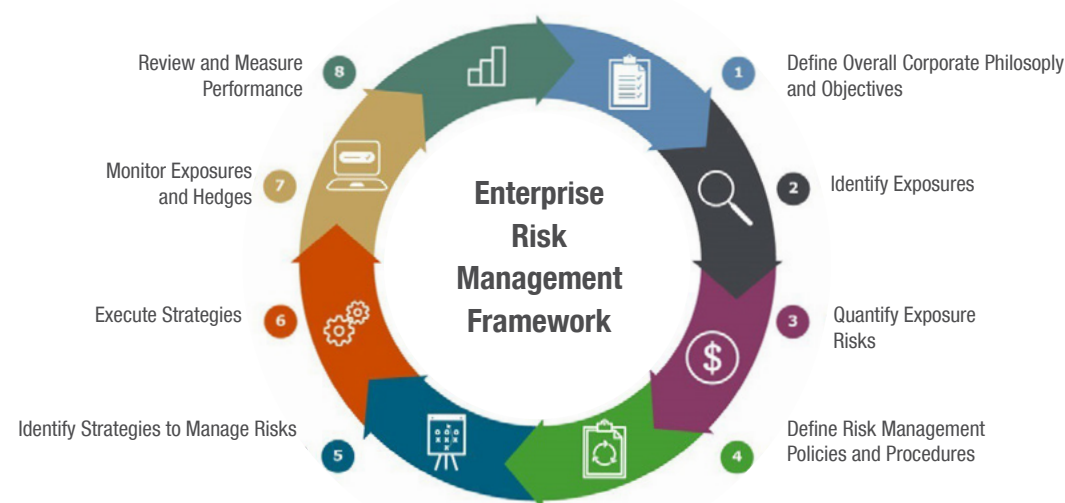 Enterprise
Risk
Management
Framework
1
Define Overall Corporate Philosoply
and Objectives
2
Identify Exposures
3
Quantify Exposure
Risks
$
4
Define Risk Management
Policies and Procedures
5
Identify Strategies to Manage Risks
6
Execute Strategies
7
Monitor Exposures
and Hedges
8
Review and Measure
Performance